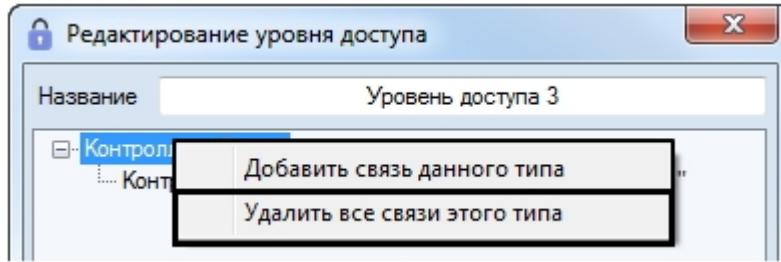 Редактирование уровня доступа
Название Уровень доступа 3
Добавить связь данного типа
"
Удалить все связи этого типа